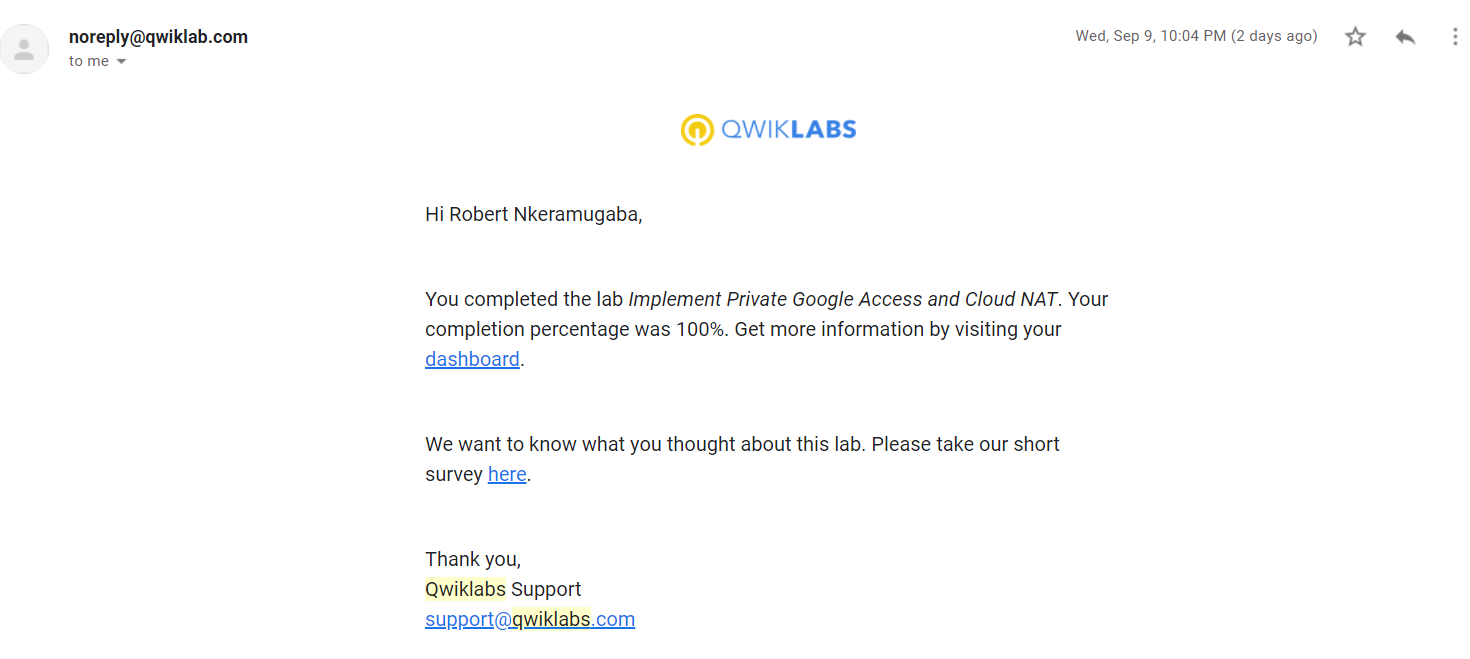 noreply@qwiklab.com
Wed, Sep 9, 10:04 PM (2 days ago)
to me
QWIKLABS
Hi Robert Nkeramugaba,
You completed the lab Implement Private Google Access and Cloud NAT. Your
completion percentage was 100%. Get more information by visiting your
dashboard.
We want to know what you thought about this lab. Please take our short
survey here.
Thank you,
Qwiklabs Support
support@qwiklabs.com